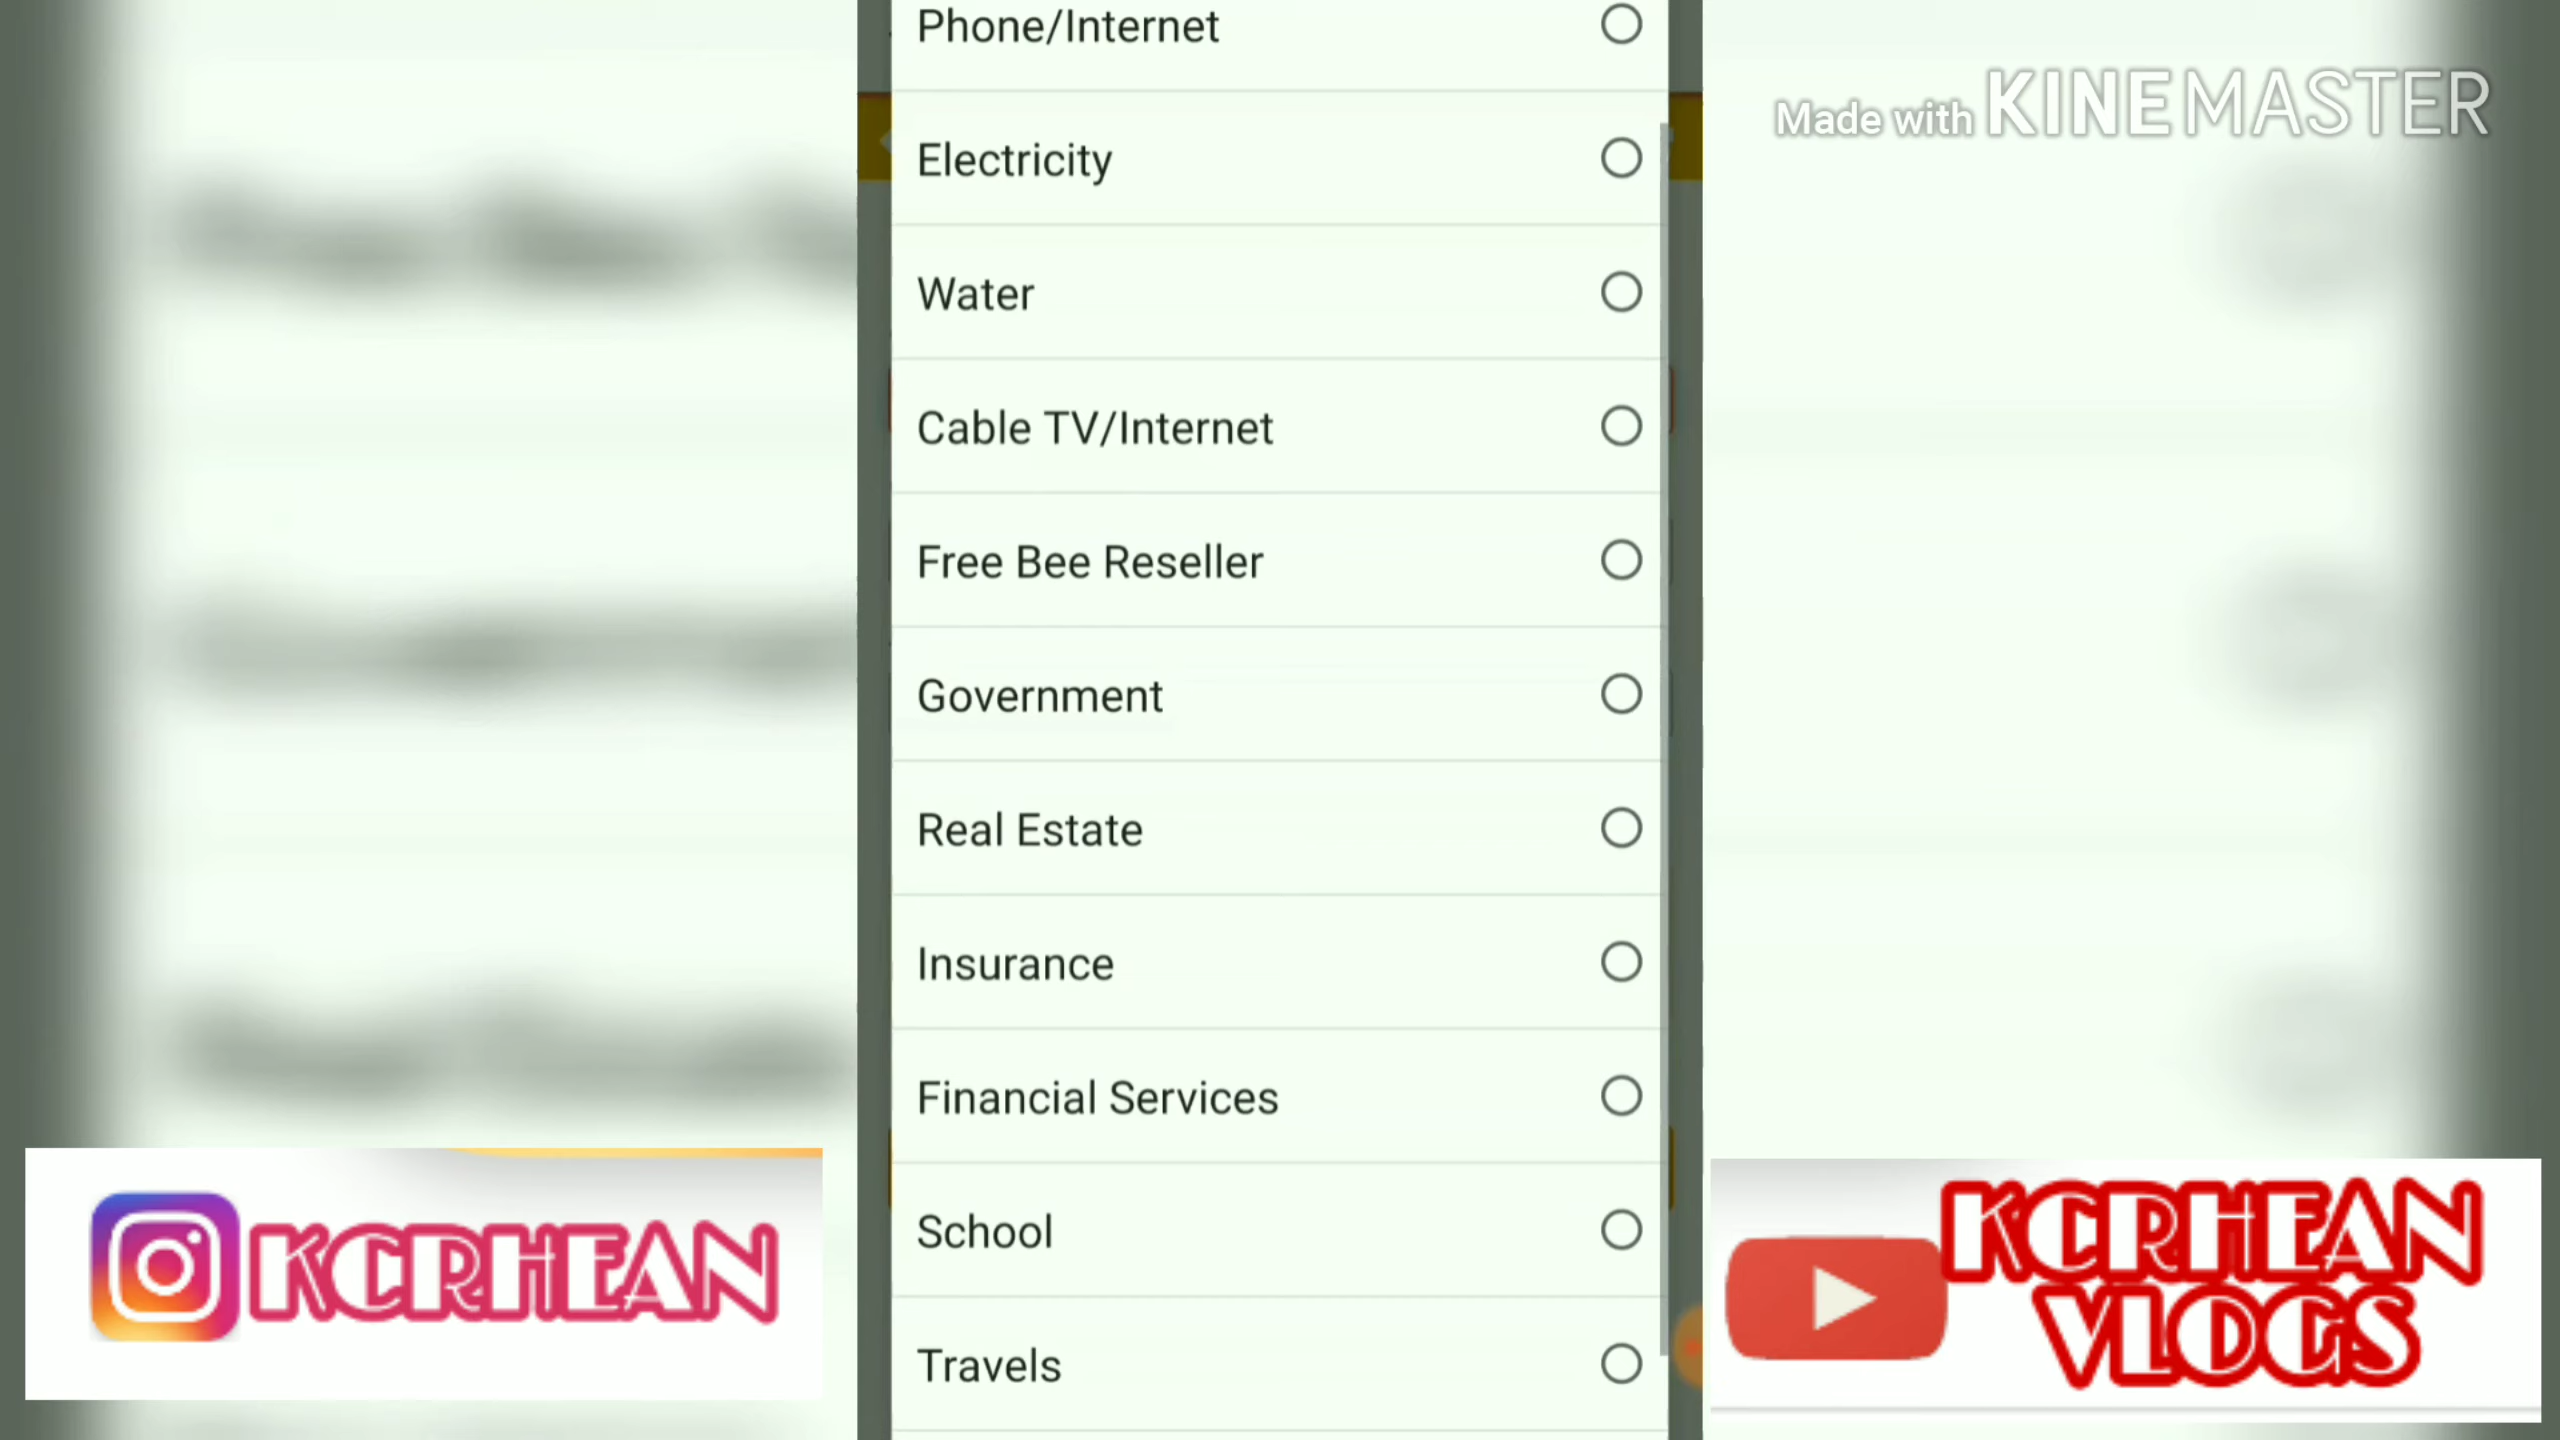 Phone/Internet
Electricity
Water
Cable TV/Internet
Free Bee Reseller
Government
Real Estate
Insurance
Financial Services
School
Travels
Made with KINEMASTER
KCRHEAN
KCRHEAN
VLOGS